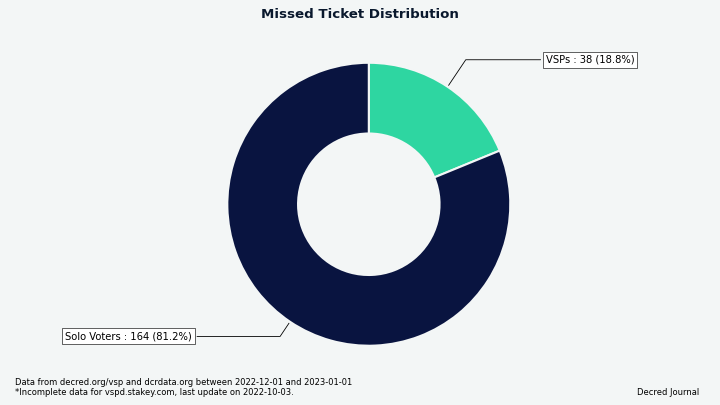 Missed Ticket Distribution
VSPs : 38 (18.8%)
Solo Voters : 164 (81.2%)
Data from decred.org/vsp and dcrdata.org between 2022-12-01 and 2023-01-01
*Incomplete data for vspd.stakey.com, last update on 2022-10-03.
Decred Journal